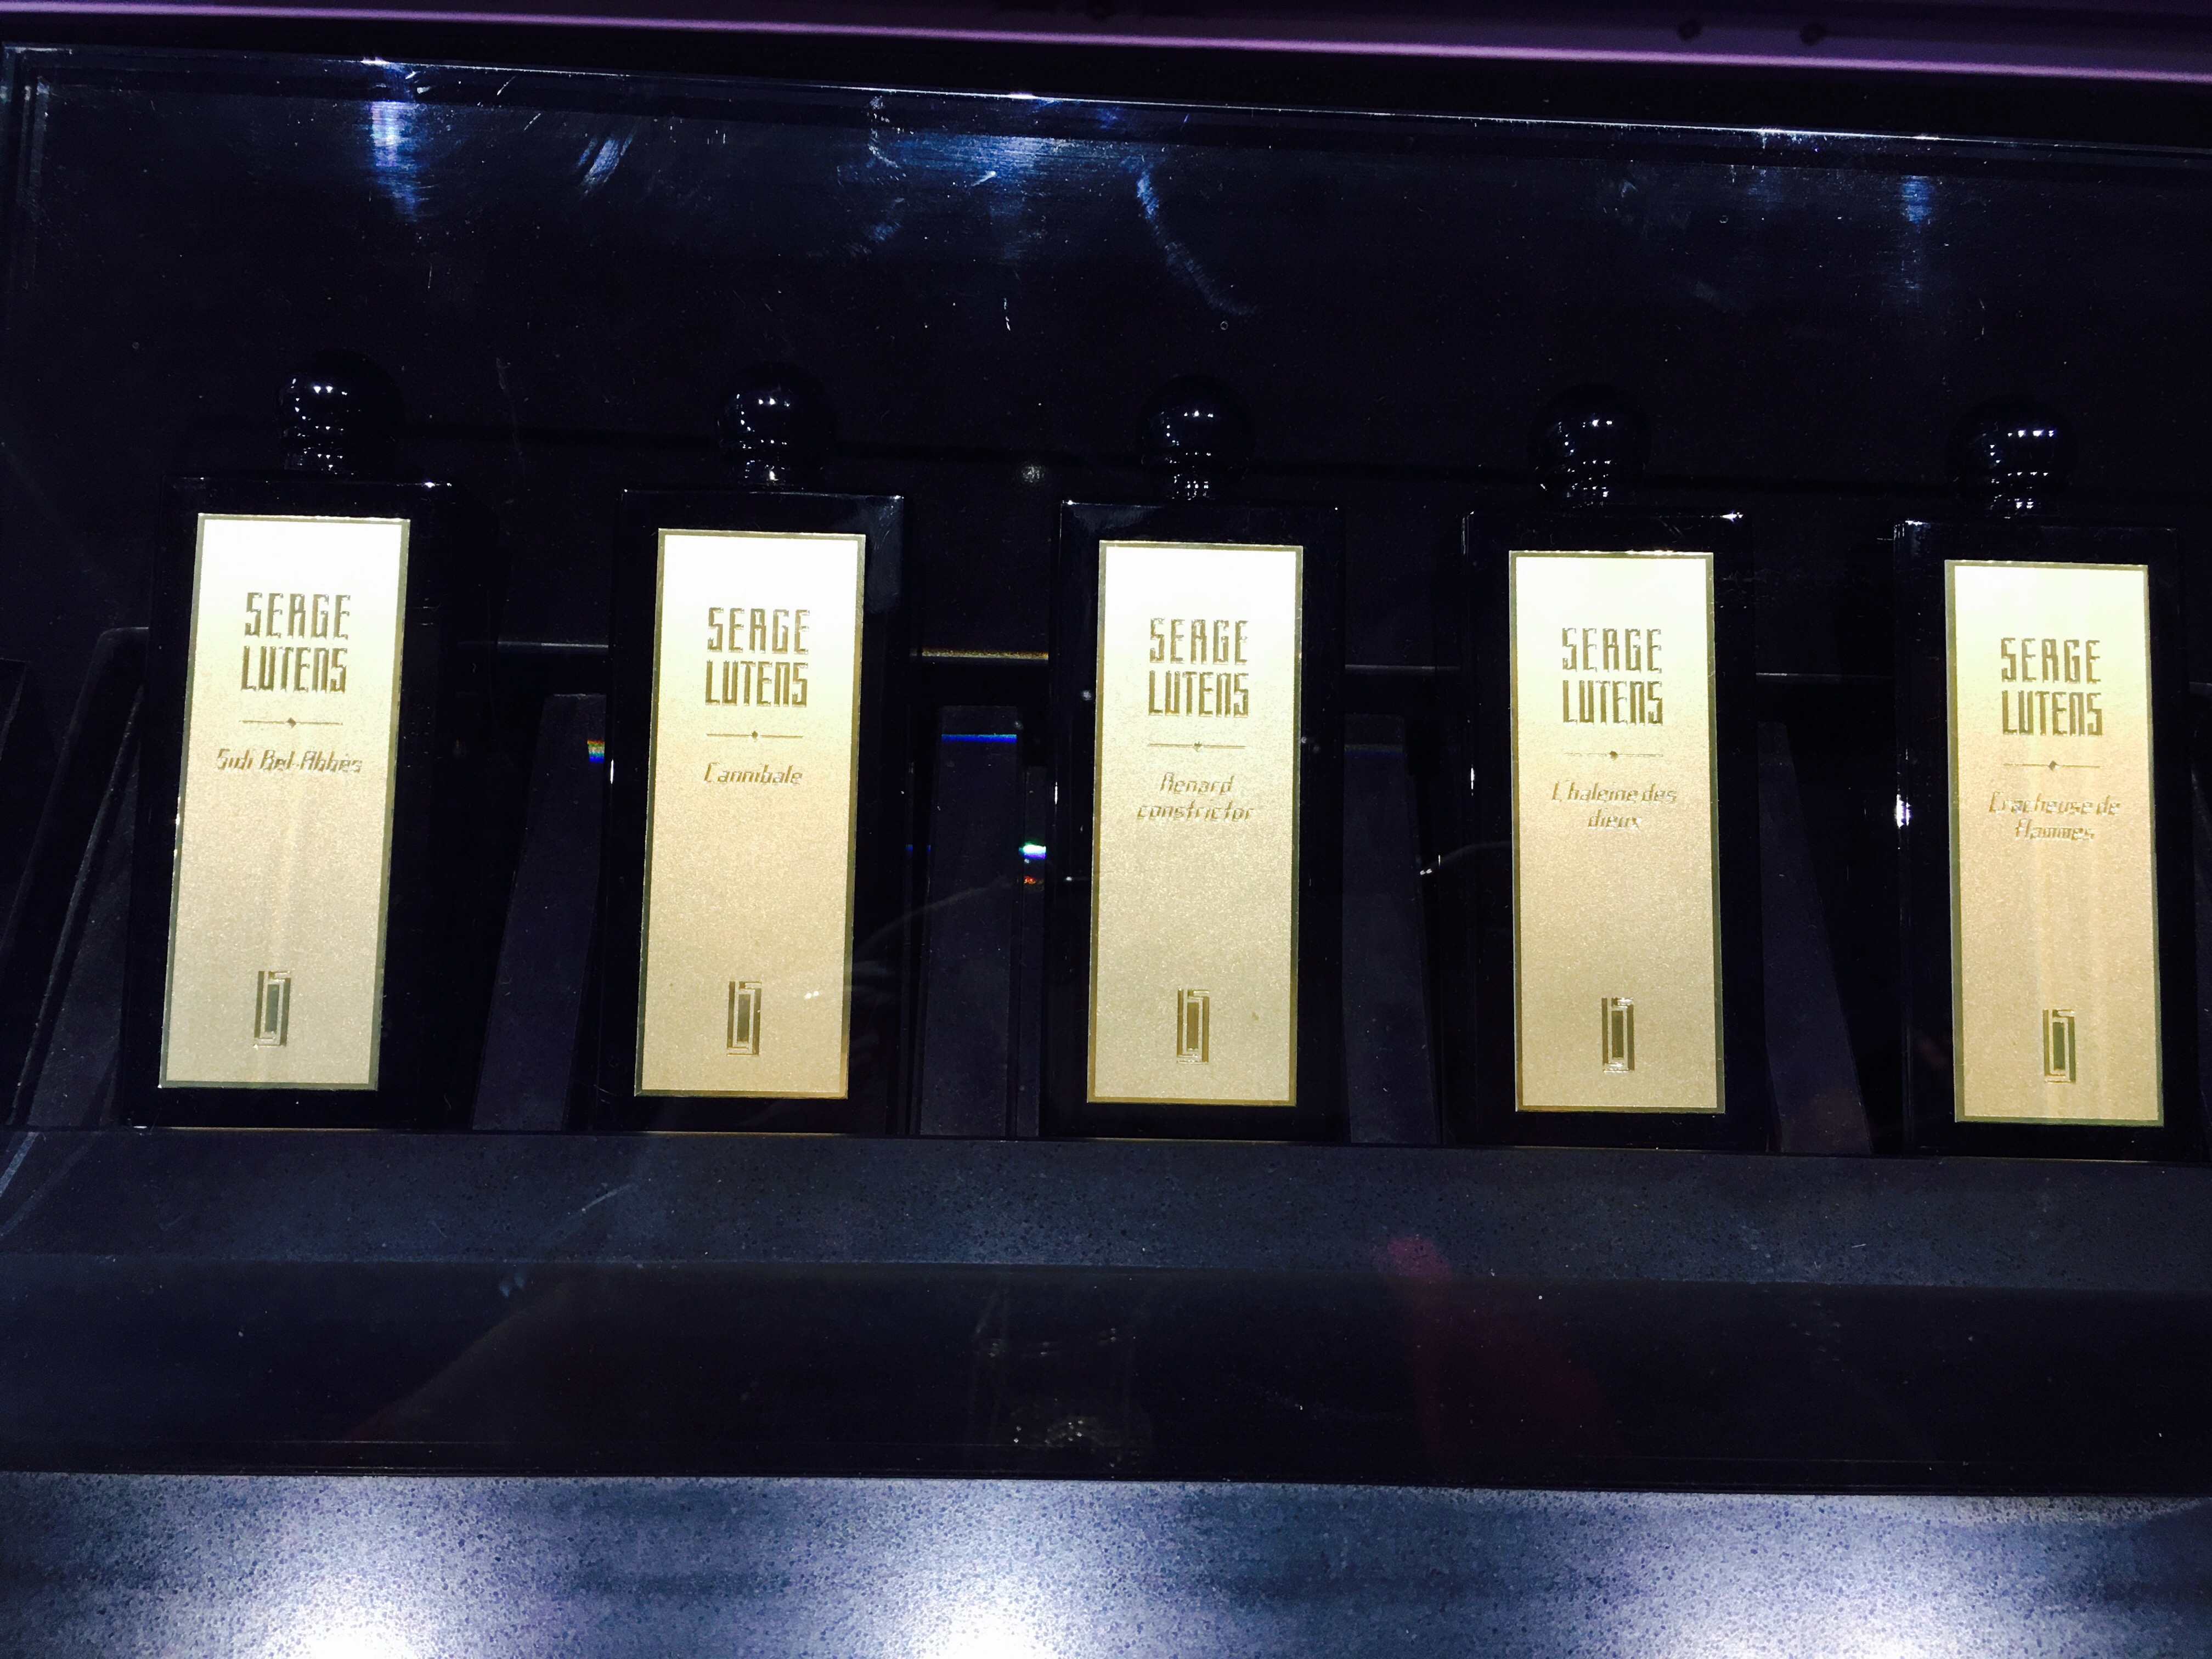 SERGE
LUTENS
Sidi Bel-Abbès
SERGE
LUTENS
Cannibale
SERGE
LUTENS
Renard
constrictor
SERGE
LUTENS
L'haleine des
dieux
SERGE
LUTENS
Cracheuse de
flammes